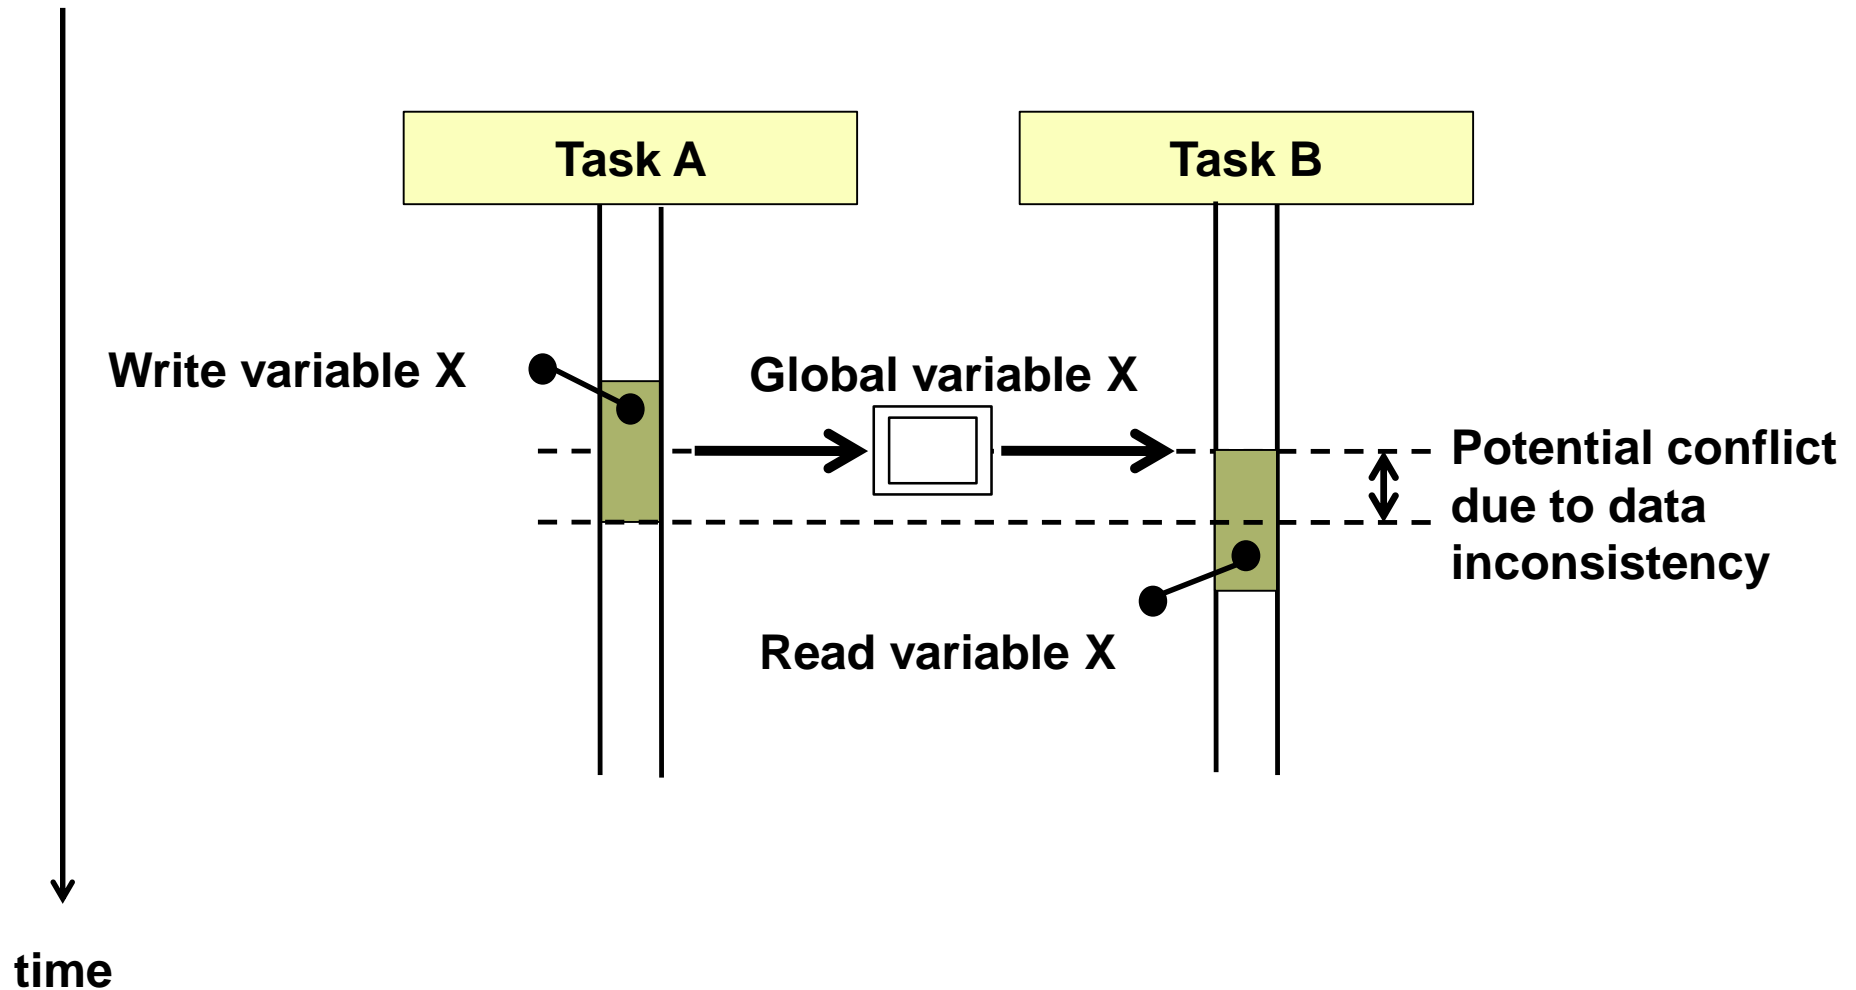 Task A
Task B
Write variable X
Global variable X
Potential conflict
due to data
inconsistency
Read variable X
time